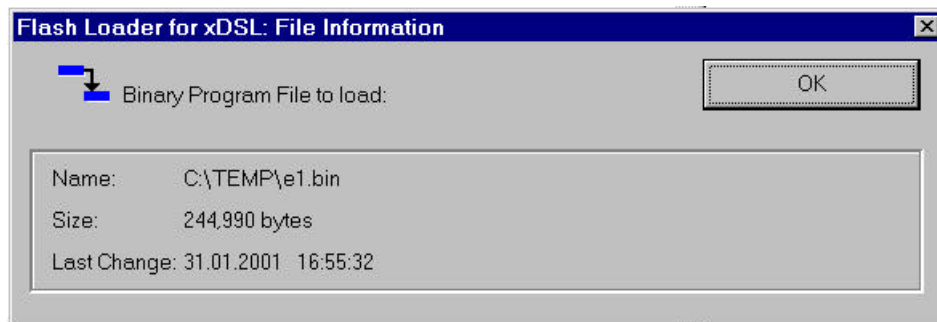 Flash Loader for xDSL: File Information
Binary Program File to load:
OK
Name: C:\TEMP\e1.bin
Size: 244,990 bytes
Last Change: 31.01.2001 16:55:32